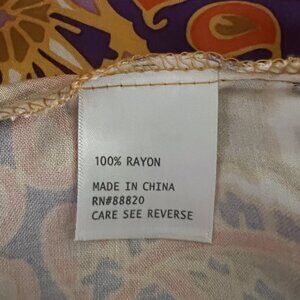 100% RAYON
MADE IN CHINA
RN#88820
CARE SEE REVERSE